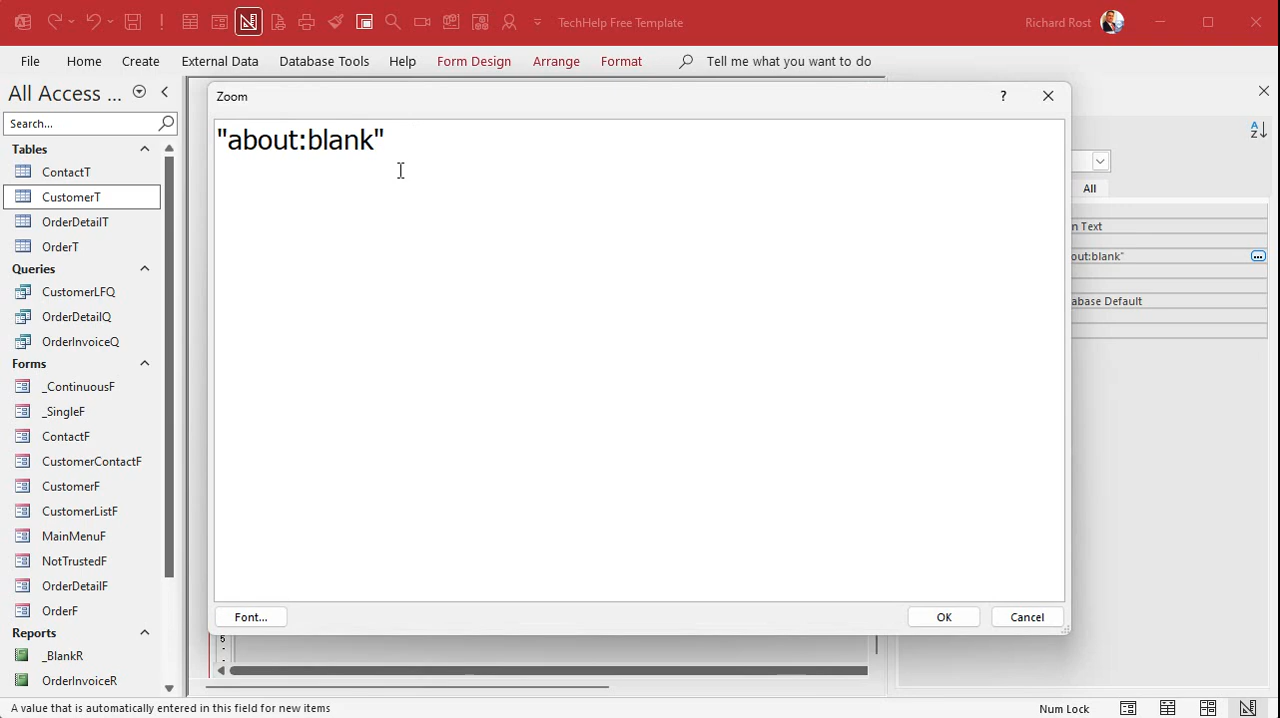 TechHelp Free Template
Richard Rost
File Home Create External Data Database Tools Help Form Design Arrange Format Tell me what you want to do
All Access ...
Search...
Tables
ContactT
CustomerT
OrderDetailT
OrderT
Queries
CustomerLFQ
OrderDetailQ
OrderInvoiceQ
Forms
_ContinuousF
_SingleF
ContactF
CustomerContactF
CustomerF
CustomerListF
MainMenuF
NotTrustedF
OrderDetailF
OrderF
Reports
_BlankR
OrderInvoiceR
Zoom
?
"about:blank"
Font...
OK Cancel
All
n Text
out:blank"
abase Default
5
A value that is automatically entered in this field for new items
Num Lock